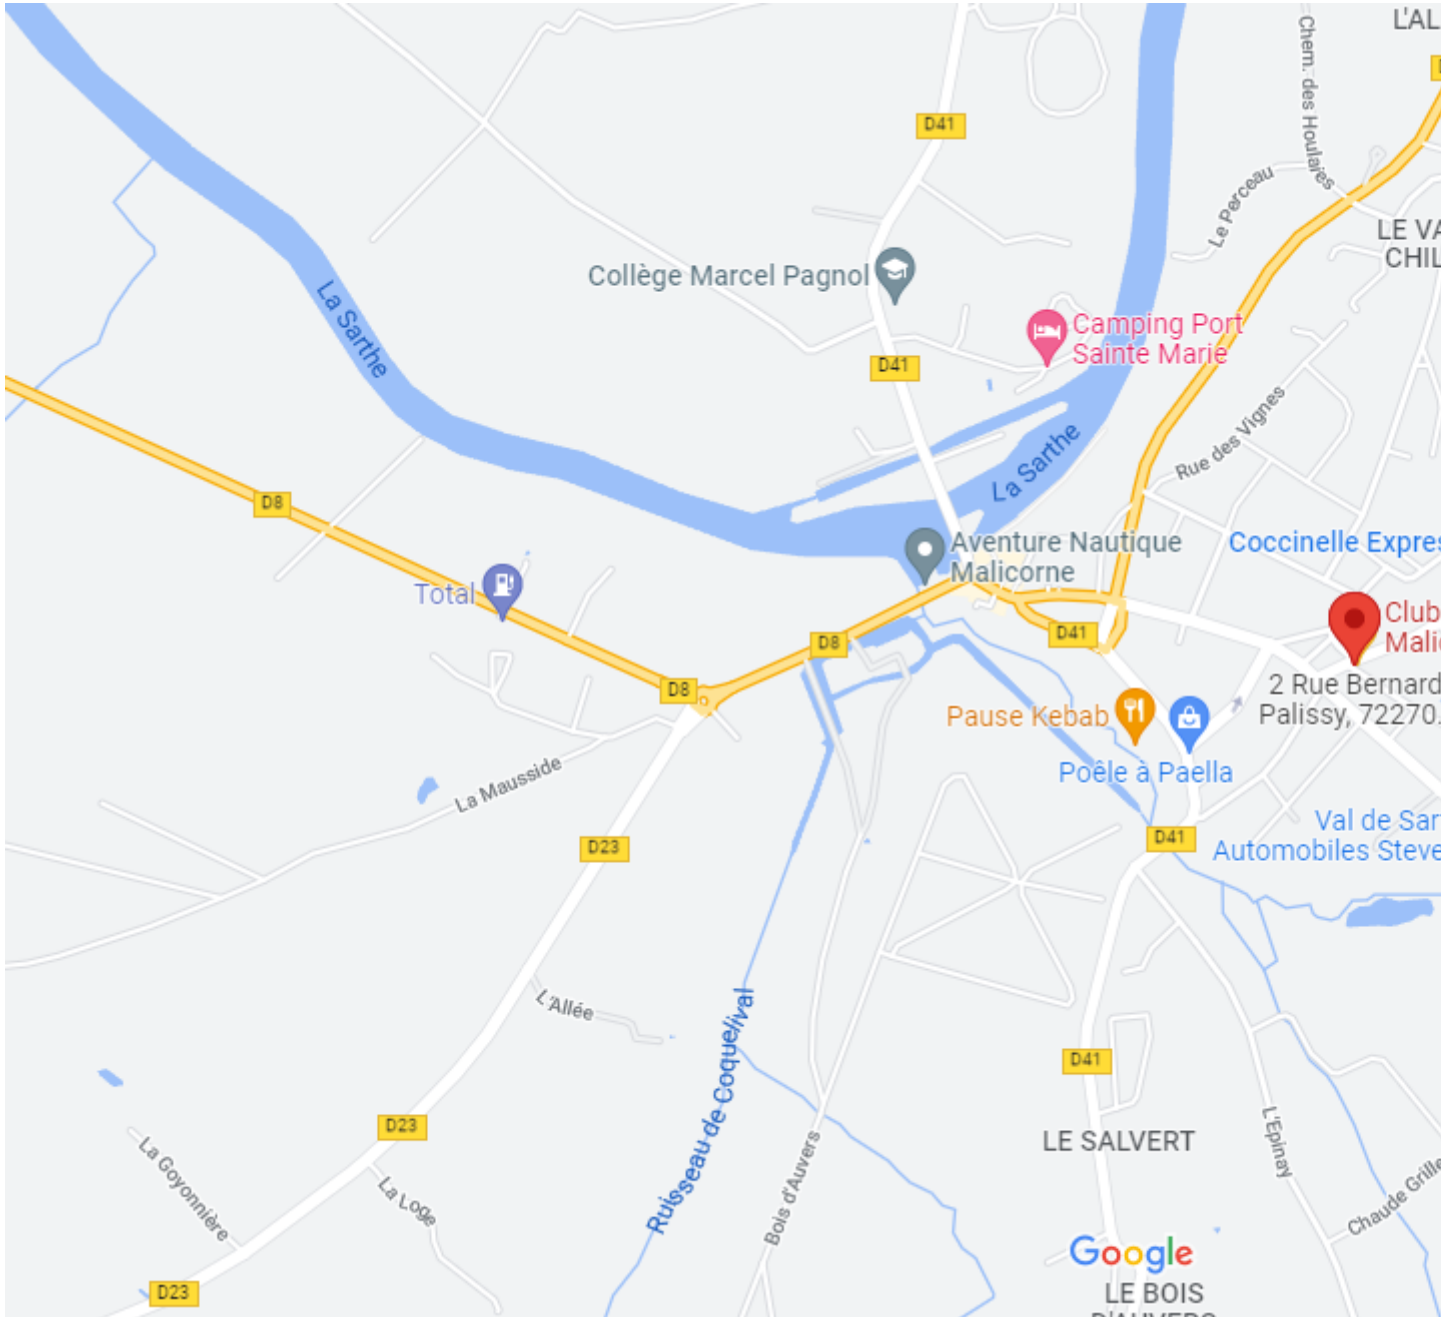 L'AL
Chem. des Houlaies
D41
Le Perceau
LE VA
CHIL
Collège Marcel Pagnol
La Sarthe
Camping Port
Sainte Marie
D41
Rue des Vignes
La Sarthe
D8
Aventure Nautique
Malicorne
Coccinelle Expres
Total
Club
Malic
D41
D8
D8
2 Rue Bernard
Palissy, 72270.
Pause Kebab
Poêle à Paella
La Mausside
Val de Sar
Automobiles Steve
D41
D23
L'Allée
Ruisseau de Coquelival
D41
D23
LE SALVERT
L'Epinay
La Goyonnière
La Loge
Bois d'Auvers
Chaude Grille
Google
LE BOIS
D'AUVERS
D23